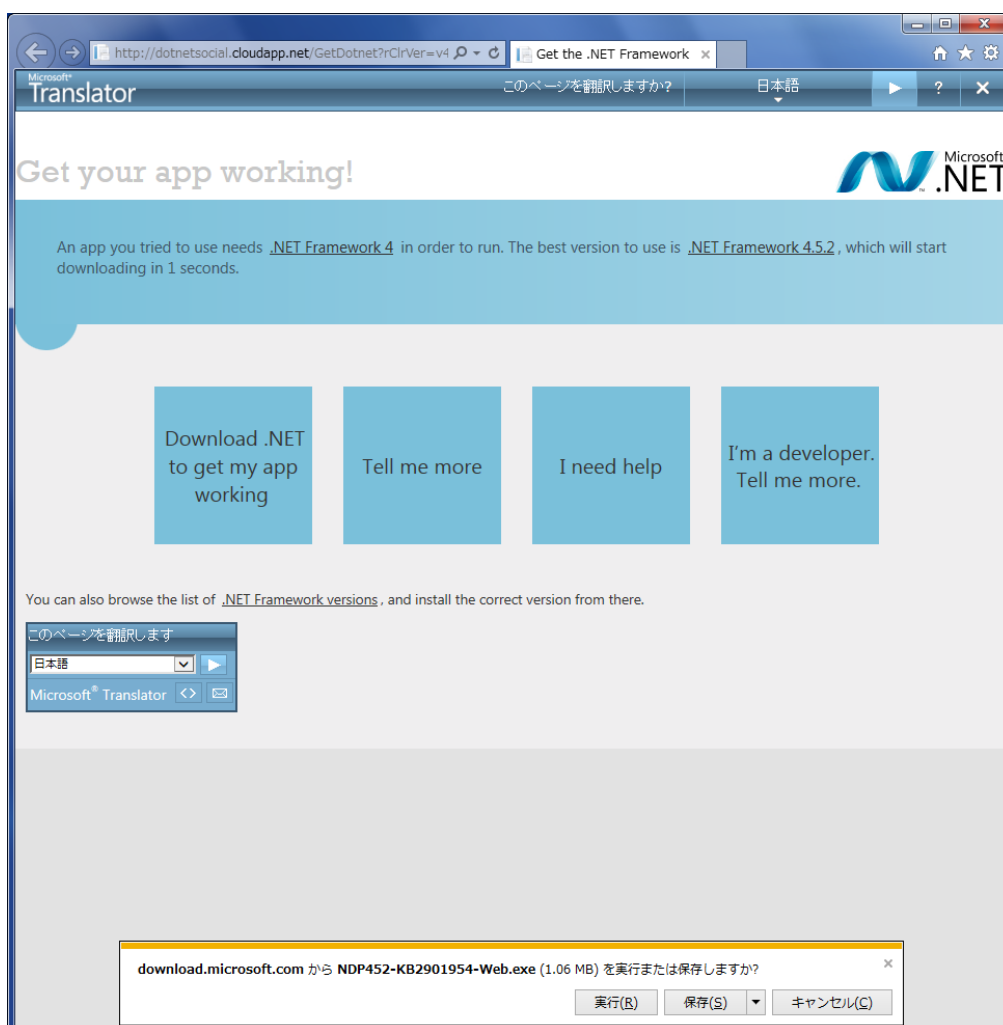 http://dotnetsocial.cloudapp.net/GetDotnet?rClrVer=v4
Get the .NET Framework
Microsoft®
Translator
このページを翻訳しますか?
日本語
?
Get your app working!
Microsoft
.NET
An app you tried to use needs .NET Framework 4 in order to run. The best version to use is .NET Framework 4.5.2 , which will start
downloading in 1 seconds.
Download .NET
to get my app
working
Tell me more
I need help
I'm a developer.
Tell me more.
You can also browse the list of .NET Framework versions , and install the correct version from there.
このページを翻訳します
日本語
Microsoft® Translator
download.microsoft.com から NDP452-KB2901954-Web.exe (1.06 MB) を実行または保存しますか?
実行(R)
保存(S)
キャンセル(C)